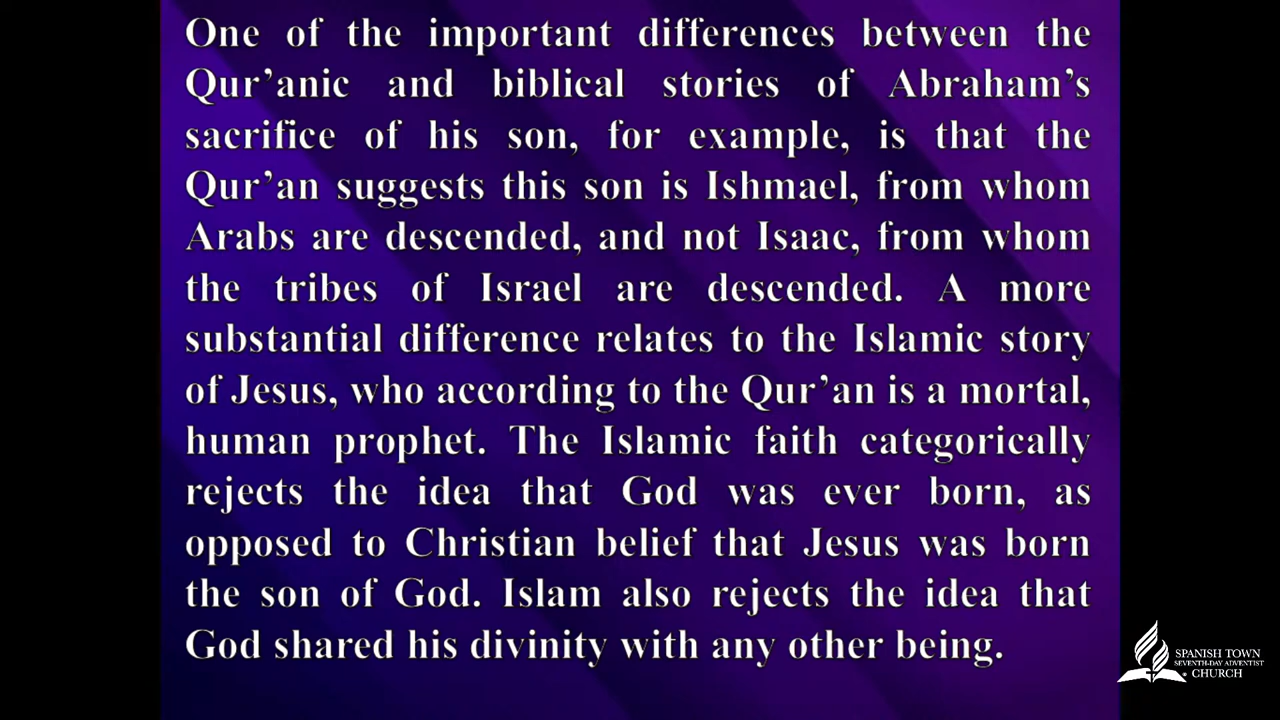 One of the important differences between the
Qur’anic and biblical stories of Abraham’s
sacrifice of his son, for example, is that the
Qur’an suggests this son is Ishmael, from whom
Arabs are descended, and not Isaac, from whom
the tribes of Israel are descended. A more
substantial difference relates to the Islamic story
of Jesus, who according to the Qur’an is a mortal,
human prophet. The Islamic faith categorically
rejects the idea that God was ever born, as
opposed to Christian belief that Jesus was born
the son of God. Islam also rejects the idea that
God shared his divinity with any other being.
SPANISH TOWN
SEVENTH-DAY ADVENTIST
CHURCH